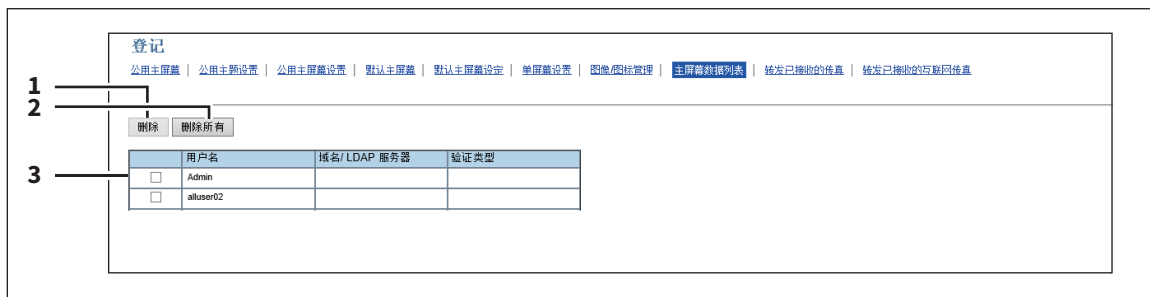 登记
公用主屏幕 | 公用主题设置 | 公用主屏幕设置 | 默认主屏幕 | 默认主屏幕设定 | 单屏幕设置 | 图像/图标管理 | 主屏幕数据列表 | 转发已接收的传真 | 转发已接收的互联网传真
1
2
删除 删除所有
用户名 域名/ LDAP 服务器 验证类型
3 Admin
alluser02